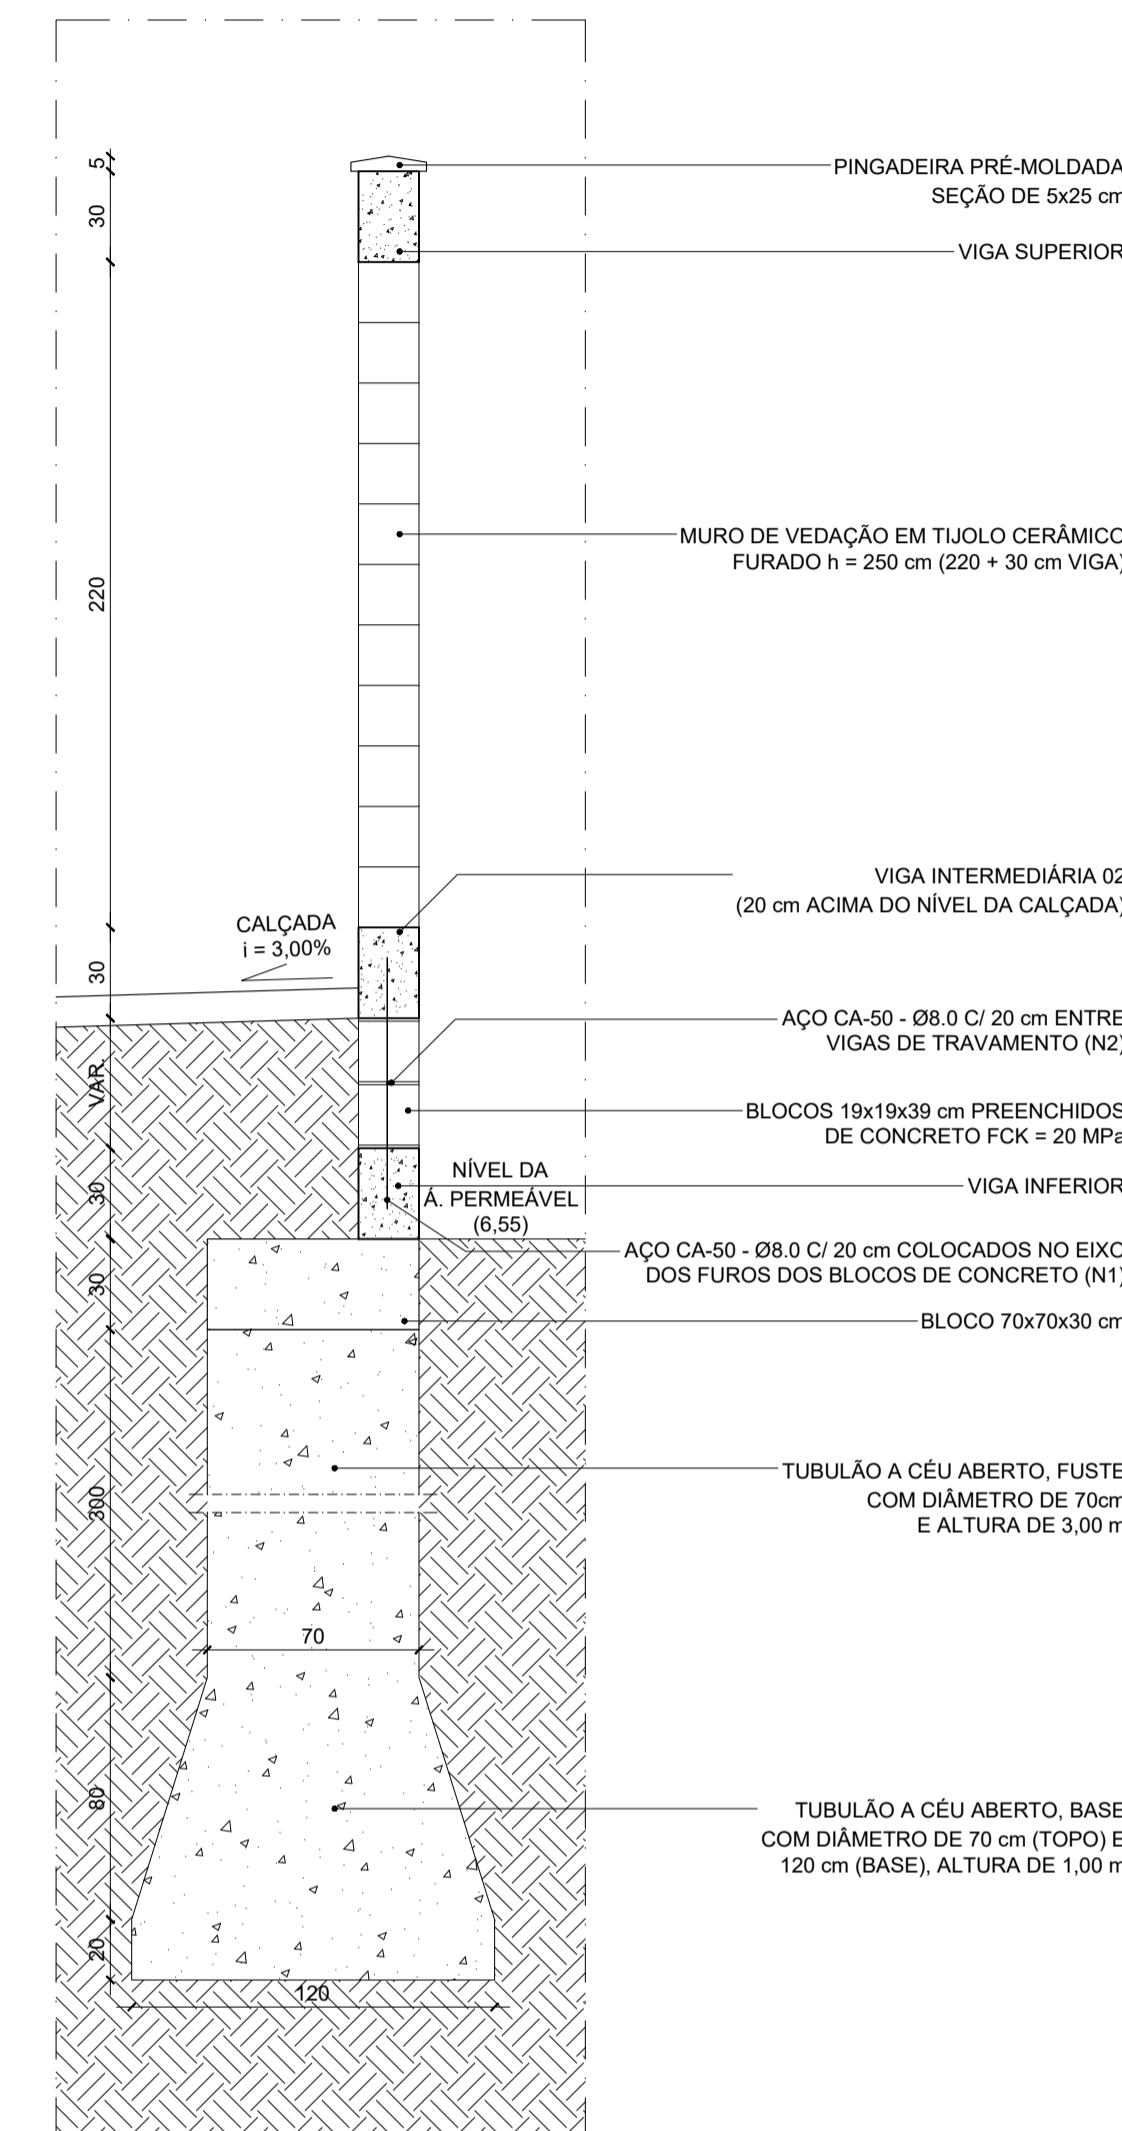 5
30
220
30
VAR.
30
30
300
80
20
PINGADEIRA PRÉ-MOLDADA
SEÇÃO DE 5x25 cm
VIGA SUPERIOR
MURO DE VEDAÇÃO EM TIJOLO CERÂMICO
FURADO h = 250 cm (220 + 30 cm VIGA)
VIGA INTERMEDIÁRIA 02
(20 cm ACIMA DO NÍVEL DA CALÇADA)
CALÇADA
i = 3,00%
AÇO CA-50 - Ø8.0 C/ 20 cm ENTRE
VIGAS DE TRAVAMENTO (N2)
BLOCOS 19x19x39 cm PREENCHIDOS
DE CONCRETO FCK = 20 MPa
NÍVEL DA
Á. PERMEÁVEL
(6,55)
VIGA INFERIOR
AÇO CA-50 - Ø8.0 C/ 20 cm COLOCADOS NO EIXO
DOS FUROS DOS BLOCOS DE CONCRETO (N1)
BLOCO 70x70x30 cm
TUBULÃO A CÉU ABERTO, FUSTE
COM DIÂMETRO DE 70cm
E ALTURA DE 3,00 m
70
TUBULÃO A CÉU ABERTO, BASE
COM DIÂMETRO DE 70 cm (TOPO) E
120 cm (BASE), ALTURA DE 1,00 m
120